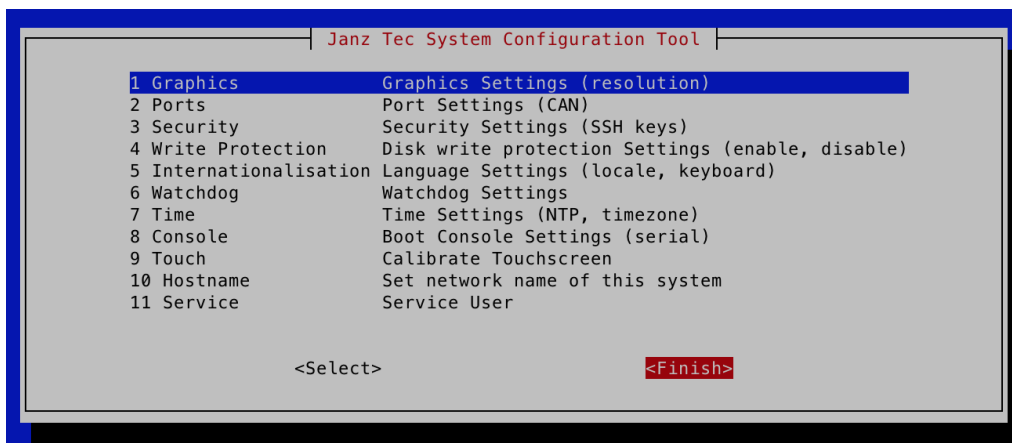 Janz Tec System Configuration Tool
1 Graphics Graphics Settings (resolution)
2 Ports Port Settings (CAN)
3 Security Security Settings (SSH keys)
4 Write Protection Disk write protection Settings (enable, disable)
5 Internationalisation Language Settings (locale, keyboard)
6 Watchdog Watchdog Settings
7 Time Time Settings (NTP, timezone)
8 Console Boot Console Settings (serial)
9 Touch Calibrate Touchscreen
10 Hostname Set network name of this system
11 Service Service User
<Select> <Finish>